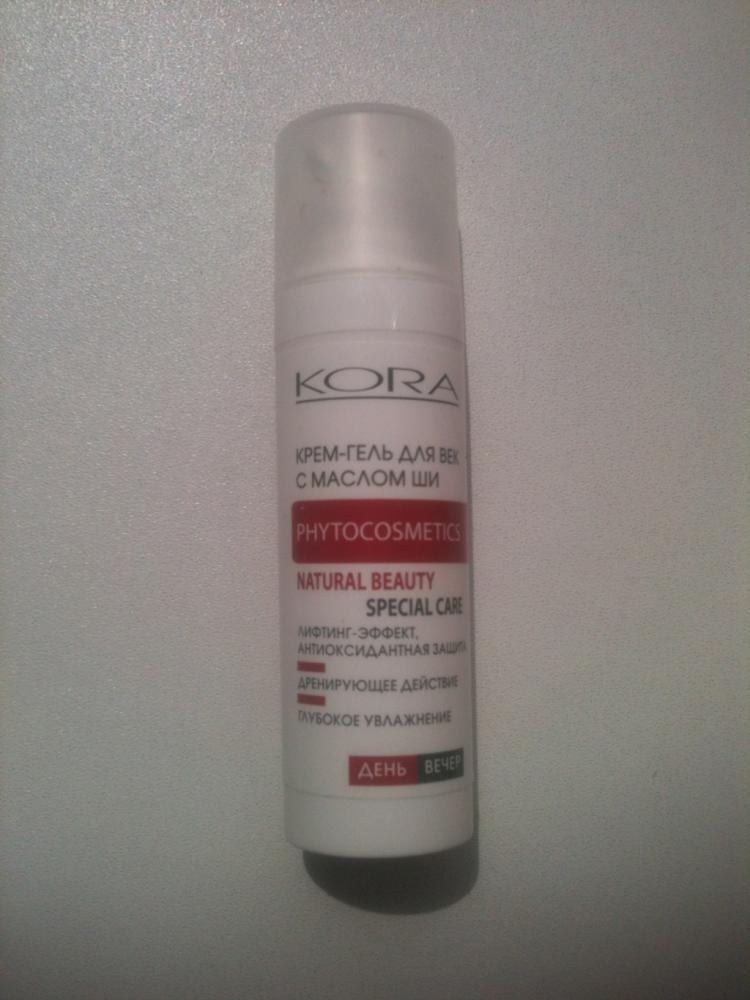 KORA
КРЕМ-ГЕЛЬ ДЛЯ ВЕК
С МАСЛОМ ШИ
PHYTOCOSMETICS
NATURAL BEAUTY
SPECIAL CARE
ЛИФТИНГ-ЭФФЕКТ,
АНТИОКСИДАНТНАЯ ЗАЩИТА
ДРЕНИРУЮЩЕЕ ДЕЙСТВИЕ
ГЛУБОКОЕ УВЛАЖНЕНИЕ
ДЕНЬ ВЕЧЕР